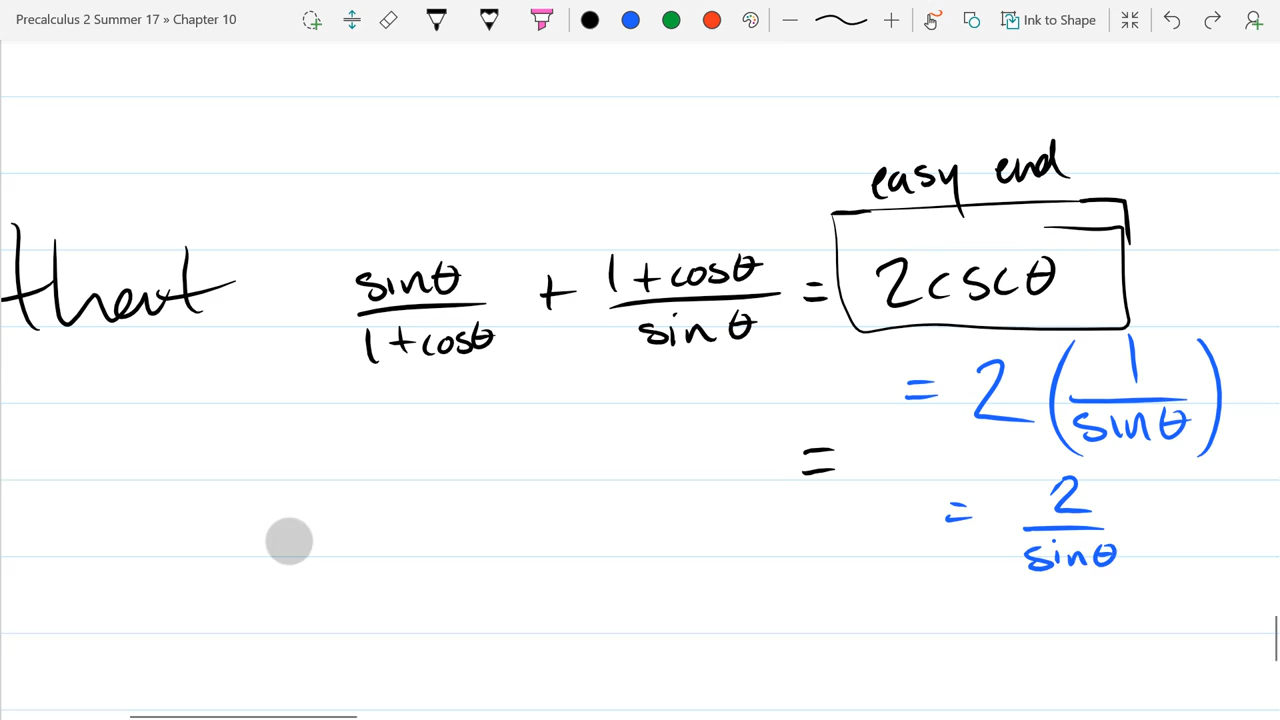 Precalculus 2 Summer 17 » Chapter 10
Ink to Shape
easy end
that sinθ/(1+cosθ) + (1+cosθ)/sinθ = 2cscθ
= 2(1/sinθ)
=
= 2/sinθ